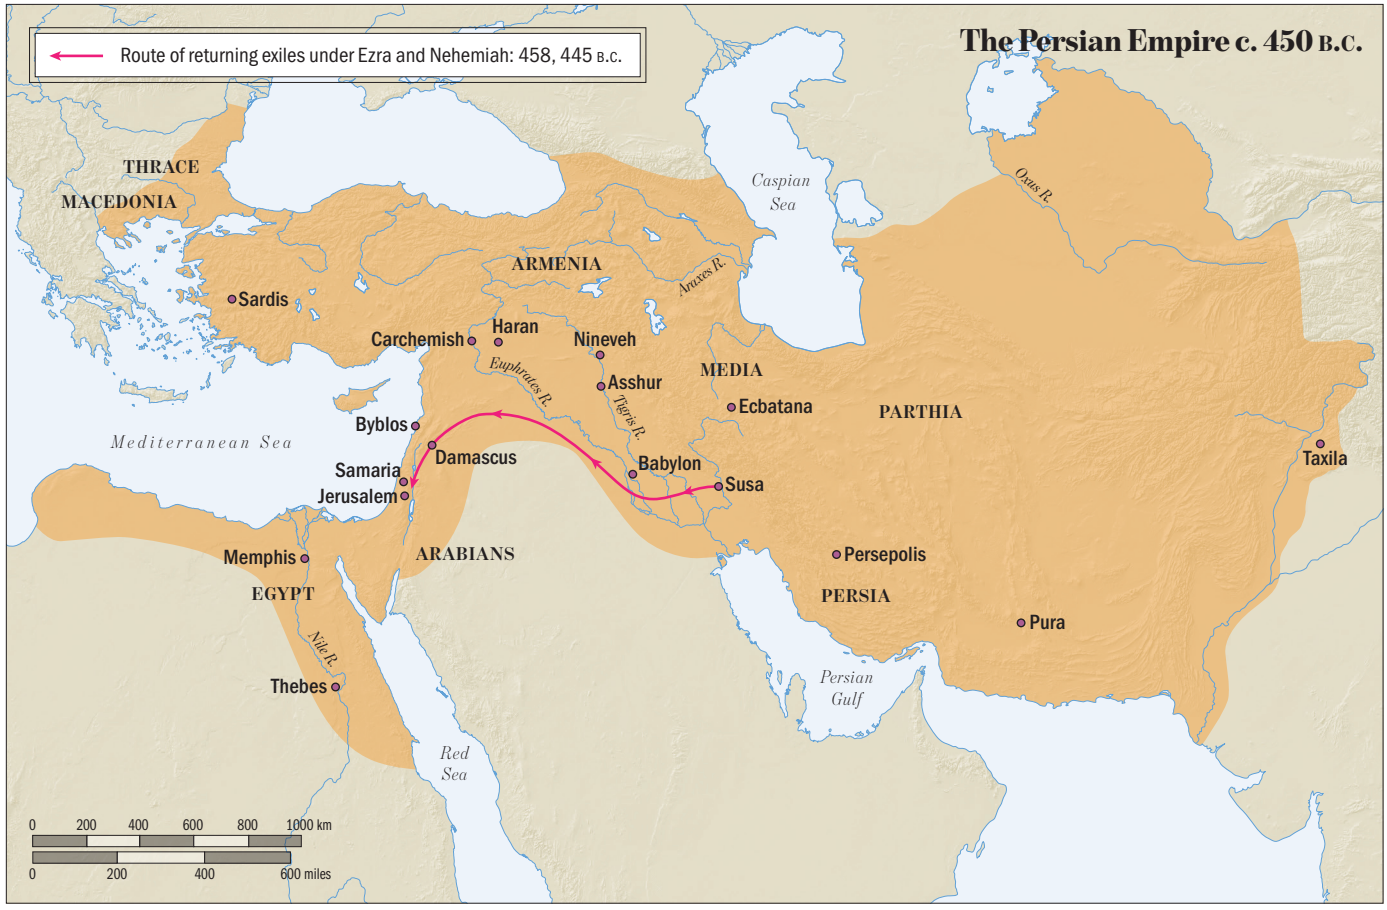 The Persian Empire c. 450 B.C.
Route of returning exiles under Ezra and Nehemiah: 458, 445 B.C.
THRACE
MACEDONIA
Caspian
Sea
Oxus R.
ARMENIA
Araxes R.
Sardis
Carchemish
Haran
Nineveh
Euphrates R.
Asshur
Tigris R.
MEDIA
Ecbatana
PARTHIA
Byblos
Mediterranean Sea
Damascus
Babylon
Taxila
Samaria
Susa
Jerusalem
Memphis
ARABIANS
Persepolis
EGYPT
PERSIA
Pura
Nile R.
Thebes
Persian
Gulf
Red
Sea
0 200 400 600 800 1000 km
0 200 400 600 miles